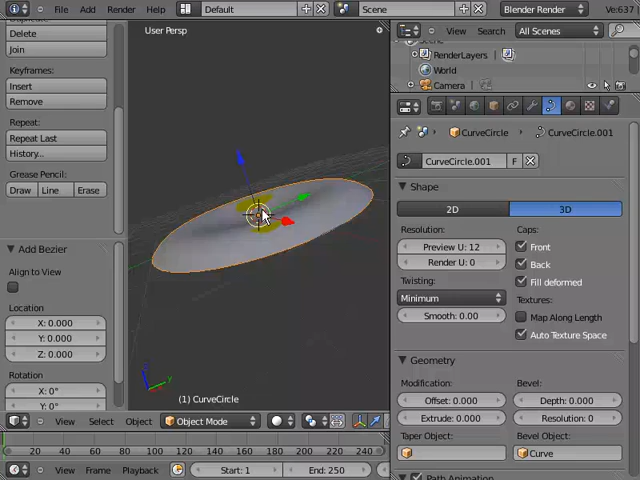 File Add Render Help Default Scene Blender Render Ve:637
Delete
Join
Keyframes:
Insert
Remove
Repeat:
Repeat Last
History...
Grease Pencil:
Draw Line Erase
Add Bezier
Align to View
Location
X: 0.000
Y: 0.000
Z: 0.000
Rotation
X: 0°
User Persp
(1) CurveCircle
View Select Object Object Mode
20 40 60 80 100 120 140 160 180 200 220 240
View Frame Playback Start: 1 End: 250
View Search All Scenes
RenderLayers
World
Camera
CurveCircle CurveCircle.001
CurveCircle.001 F
Shape
2D 3D
Resolution: Caps:
Preview U: 12 Front
Render U: 0 Back
Twisting: Fill deformed
Minimum Textures:
Smooth: 0.00 Map Along Length
Auto Texture Space
Geometry
Modification: Bevel:
Offset: 0.000 Depth: 0.000
Extrude: 0.000 Resolution: 0
Taper Object: Bevel Object:
Curve
Path Animation